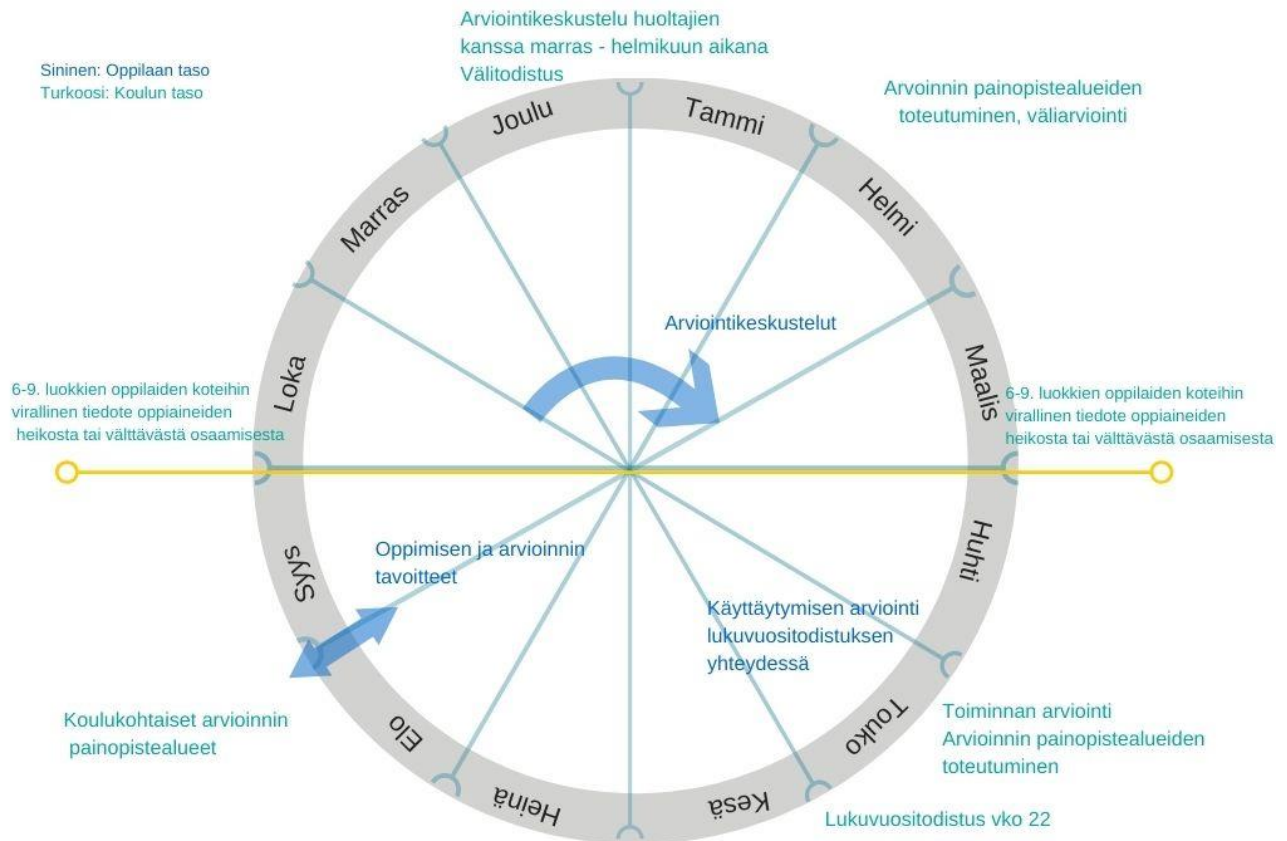 Arviointikeskustelu huoltajien
kanssa marras - helmikuun aikana
Välitodistus
Sininen: Oppilaan taso
Turkoosi: Koulun taso
Arvoinnin painopistealueiden
toteutuminen, väliarviointi
Joulu
Tammi
Marras
Helmi
Loka
Maalis
Arviointikeskustelut
6-9. luokkien oppilaiden koteihin
virallinen tiedote oppiaineiden
heikosta tai välttävästä osaamisesta
6-9. luokkien oppilaiden koteihin
virallinen tiedote oppiaineiden
heikosta tai välttävästä osaamisesta
Syys
Huhti
Oppimisen ja arvioinnin
tavoitteet
Käyttäytymisen arviointi
lukuvuositodistuksen
yhteydessä
Koulukohtaiset arvioinnin
painopistealueet
Elo
Touko
Toiminnan arviointi
Arvioinnin painopistealueiden
toteutuminen
Heinä
Kesä
Lukuvuositodistus vko 22